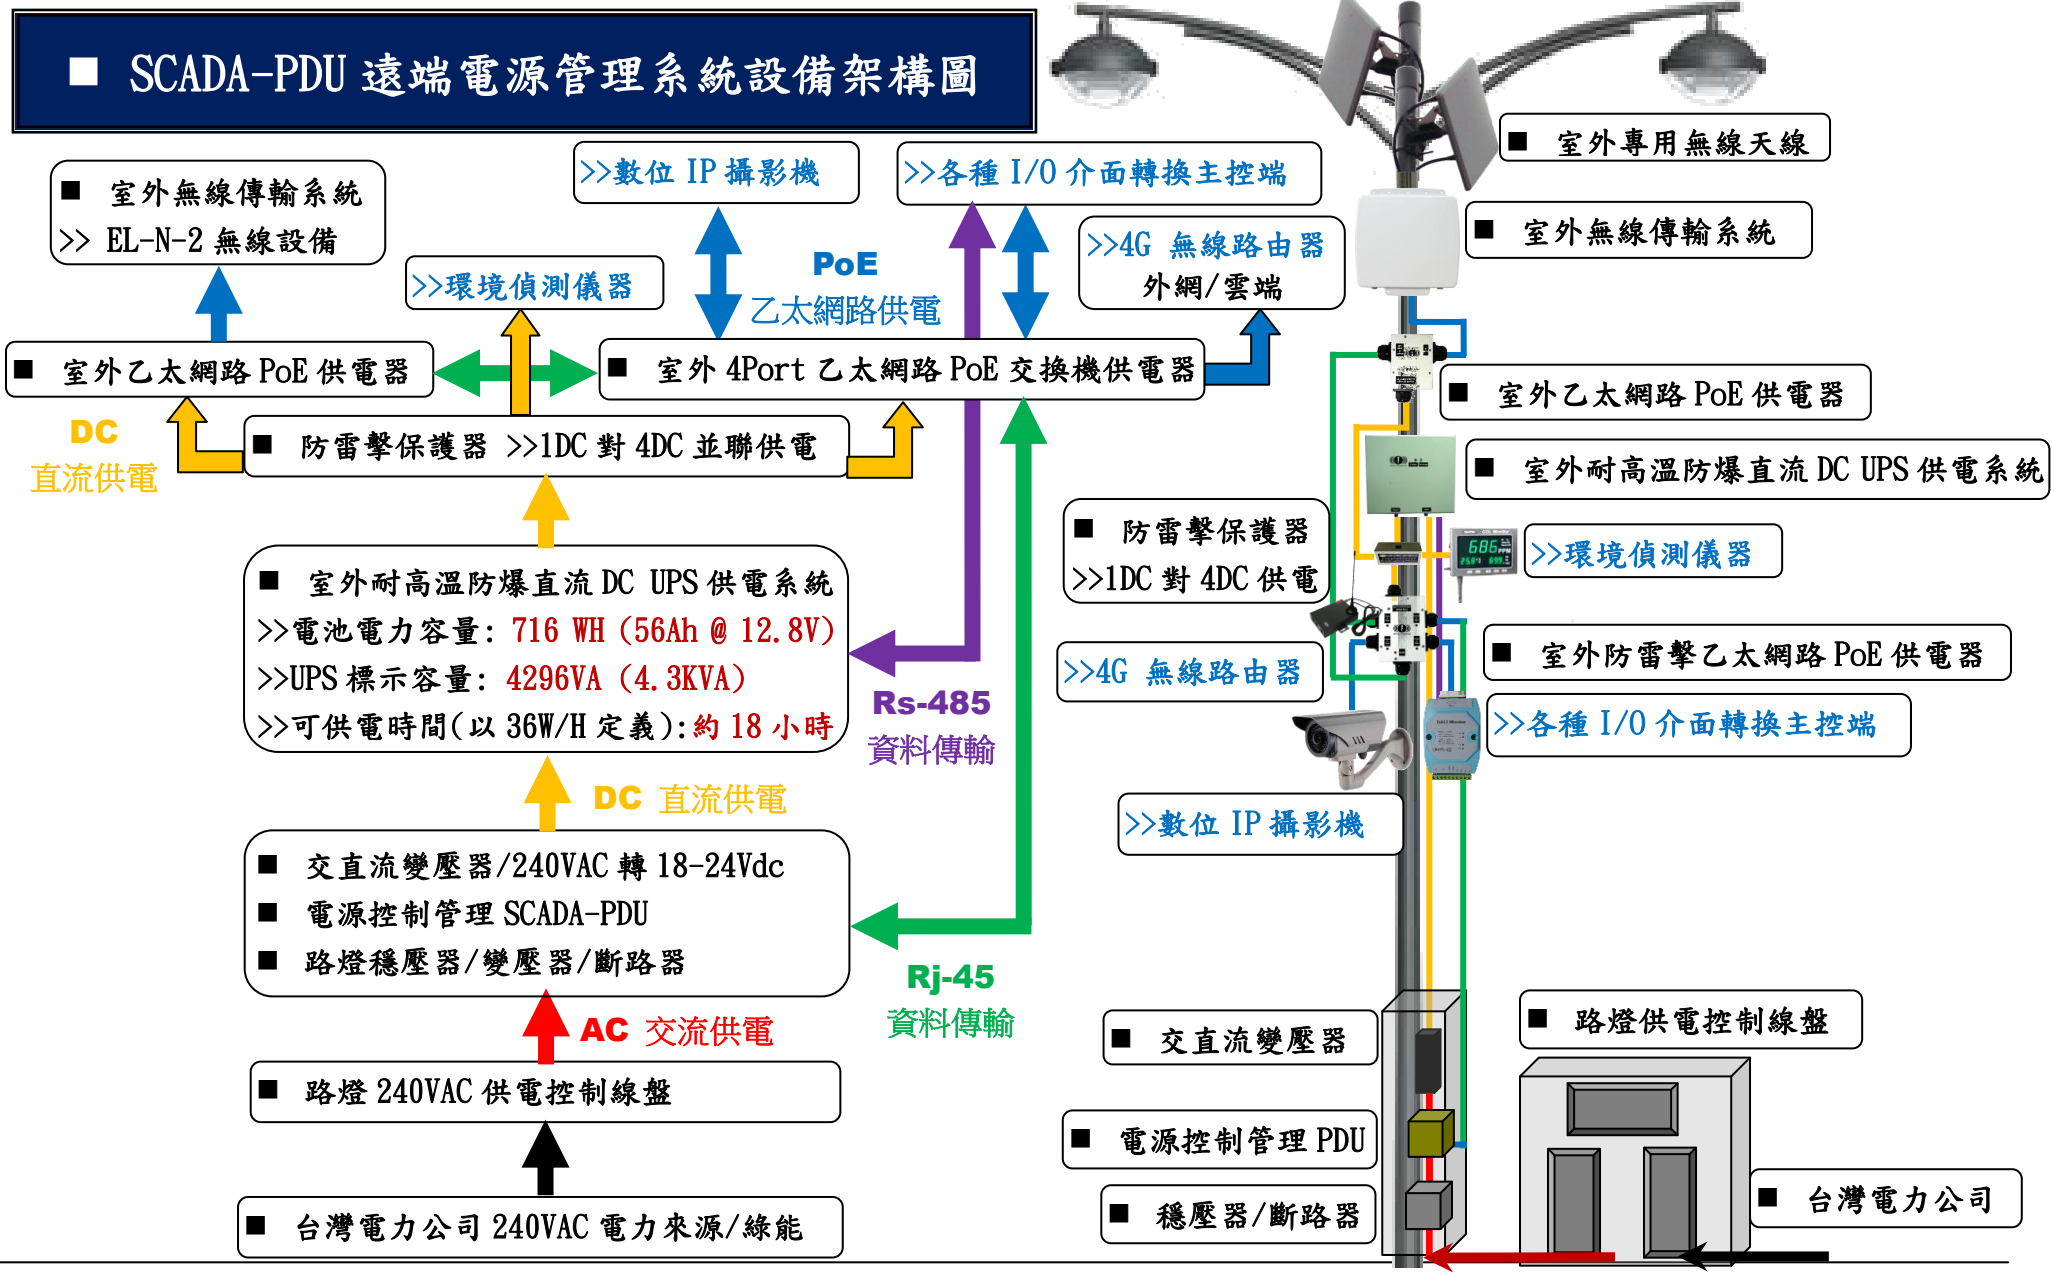 ■ SCADA-PDU 遠端電源管理系統設備架構圖
■ 室外無線傳輸系統
>> EL-N-2 無線設備
>>數位 IP 攝影機
>>各種 I/O 介面轉換主控端
>>環境偵測儀器
PoE
乙太網路供電
>>4G 無線路由器
外網/雲端
■ 室外乙太網路 PoE 供電器
■ 室外 4Port 乙太網路 PoE 交換機供電器
DC
直流供電
■ 防雷擊保護器 >>1DC 對 4DC 並聯供電
■ 室外耐高溫防爆直流 DC UPS 供電系統
>>電池電力容量: 716 WH (56Ah @ 12.8V)
>>UPS 標示容量: 4296VA (4.3KVA)
>>可供電時間(以 36W/H 定義):約 18 小時
Rs-485
資料傳輸
DC 直流供電
■ 交直流變壓器/240VAC 轉 18-24Vdc
■ 電源控制管理 SCADA-PDU
■ 路燈穩壓器/變壓器/斷路器
Rj-45
資料傳輸
AC 交流供電
■ 路燈 240VAC 供電控制線盤
■ 台灣電力公司 240VAC 電力來源/綠能
■ 室外專用無線天線
■ 室外無線傳輸系統
■ 室外乙太網路 PoE 供電器
■ 室外耐高溫防爆直流 DC UPS 供電系統
■ 防雷擊保護器
>>1DC 對 4DC 供電
686 PPM
>>環境偵測儀器
■ 室外防雷擊乙太網路 PoE 供電器
>>4G 無線路由器
>>各種 I/O 介面轉換主控端
>>數位 IP 攝影機
■ 交直流變壓器
■ 路燈供電控制線盤
■ 電源控制管理 PDU
■ 穩壓器/斷路器
■ 台灣電力公司